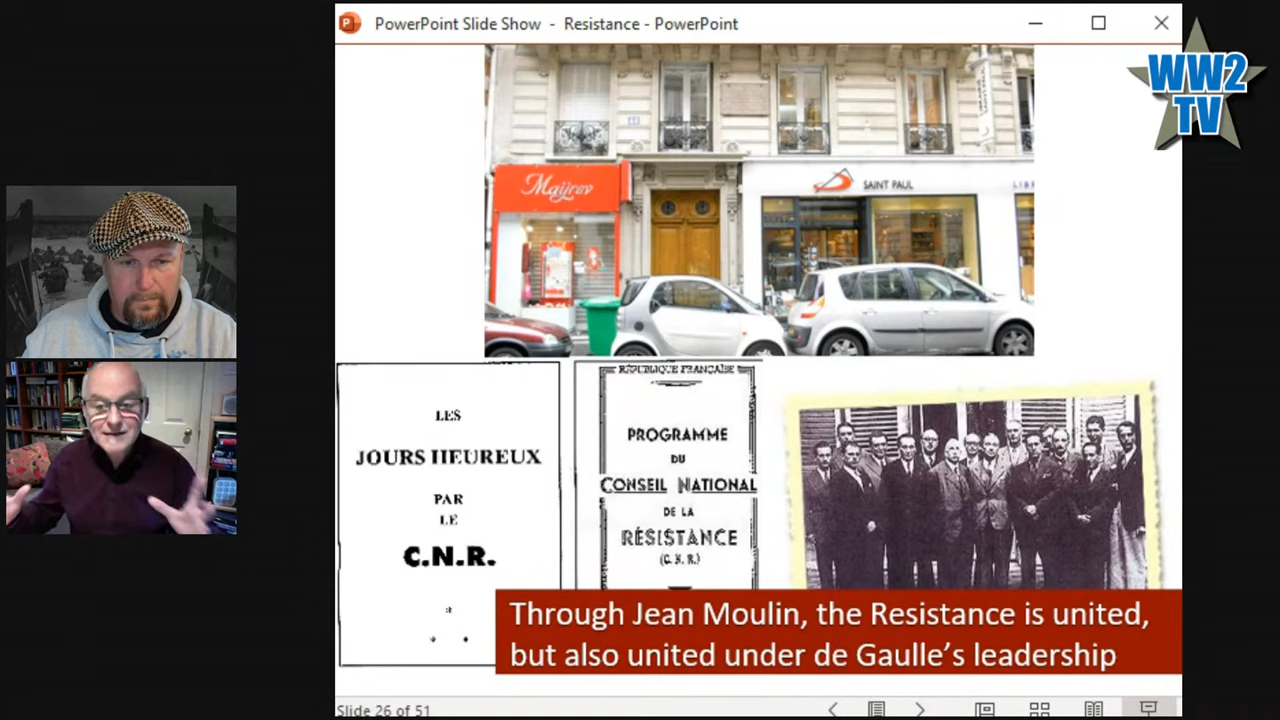 PowerPoint Slide Show - Resistance - PowerPoint
WW2
TV
SAINT PAUL
LES
JOURS HEUREUX
PAR
LE
C.N.R.
RÉPUBLIQUE FRANÇAISE
PROGRAMME
DU
CONSEIL NATIONAL
DE LA
RÉSISTANCE
(C.N.R.)
Through Jean Moulin, the Resistance is united,
but also united under de Gaulle's leadership
Slide 26 of 51